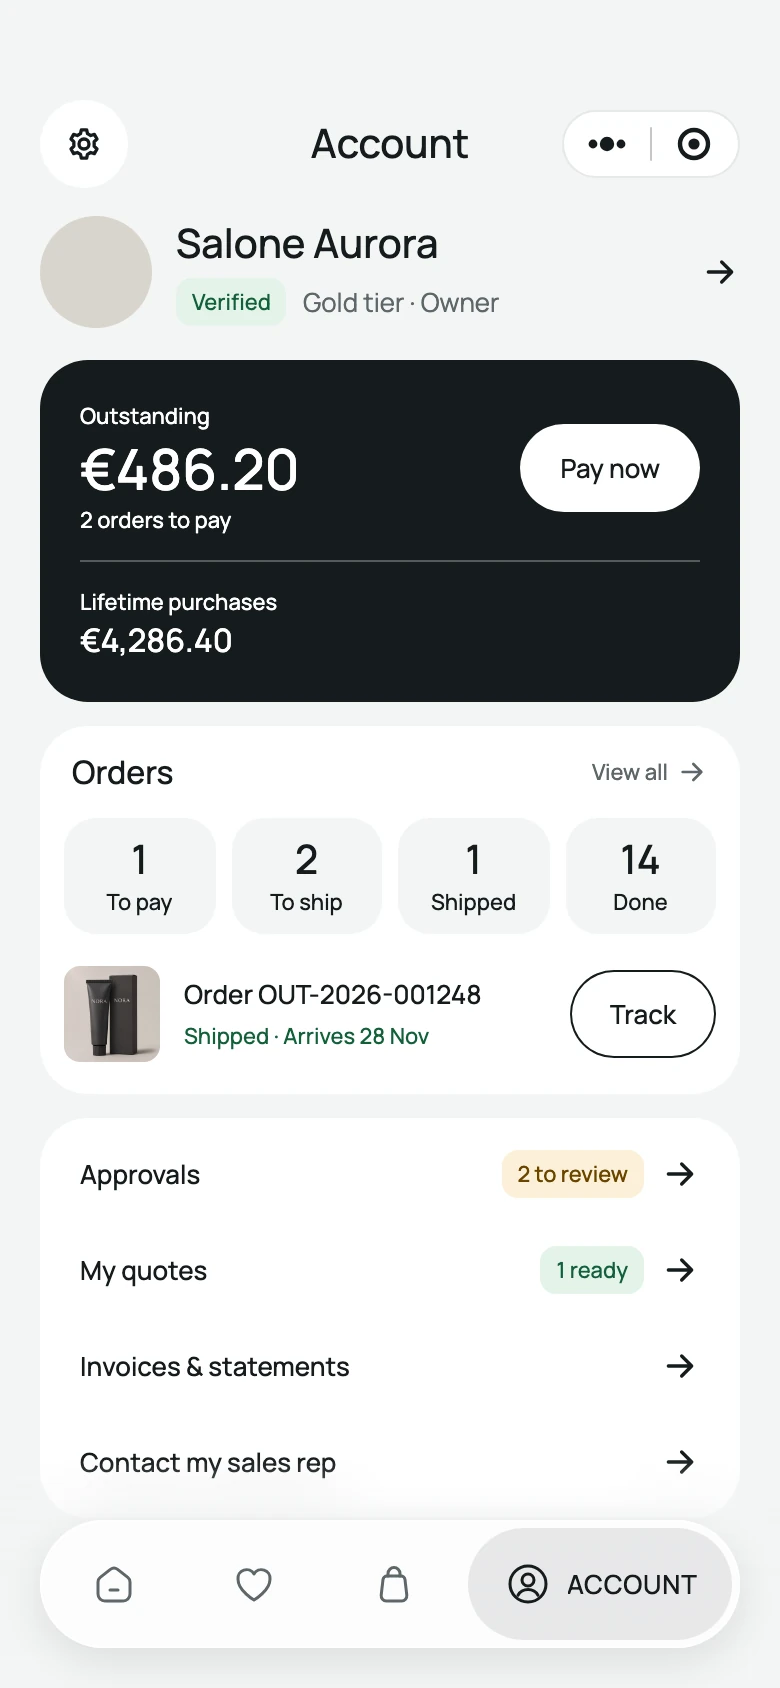 Account
Salone Aurora
Verified
Gold tier · Owner
Outstanding
€486.20
2 orders to pay
Pay now
Lifetime purchases
€4,286.40
Orders
View all
1
To pay
2
To ship
1
Shipped
14
Done
NORA NORA
Order OUT-2026-001248
Shipped · Arrives 28 Nov
Track
Approvals
2 to review
My quotes
1 ready
Invoices & statements
Contact my sales rep
ACCOUNT